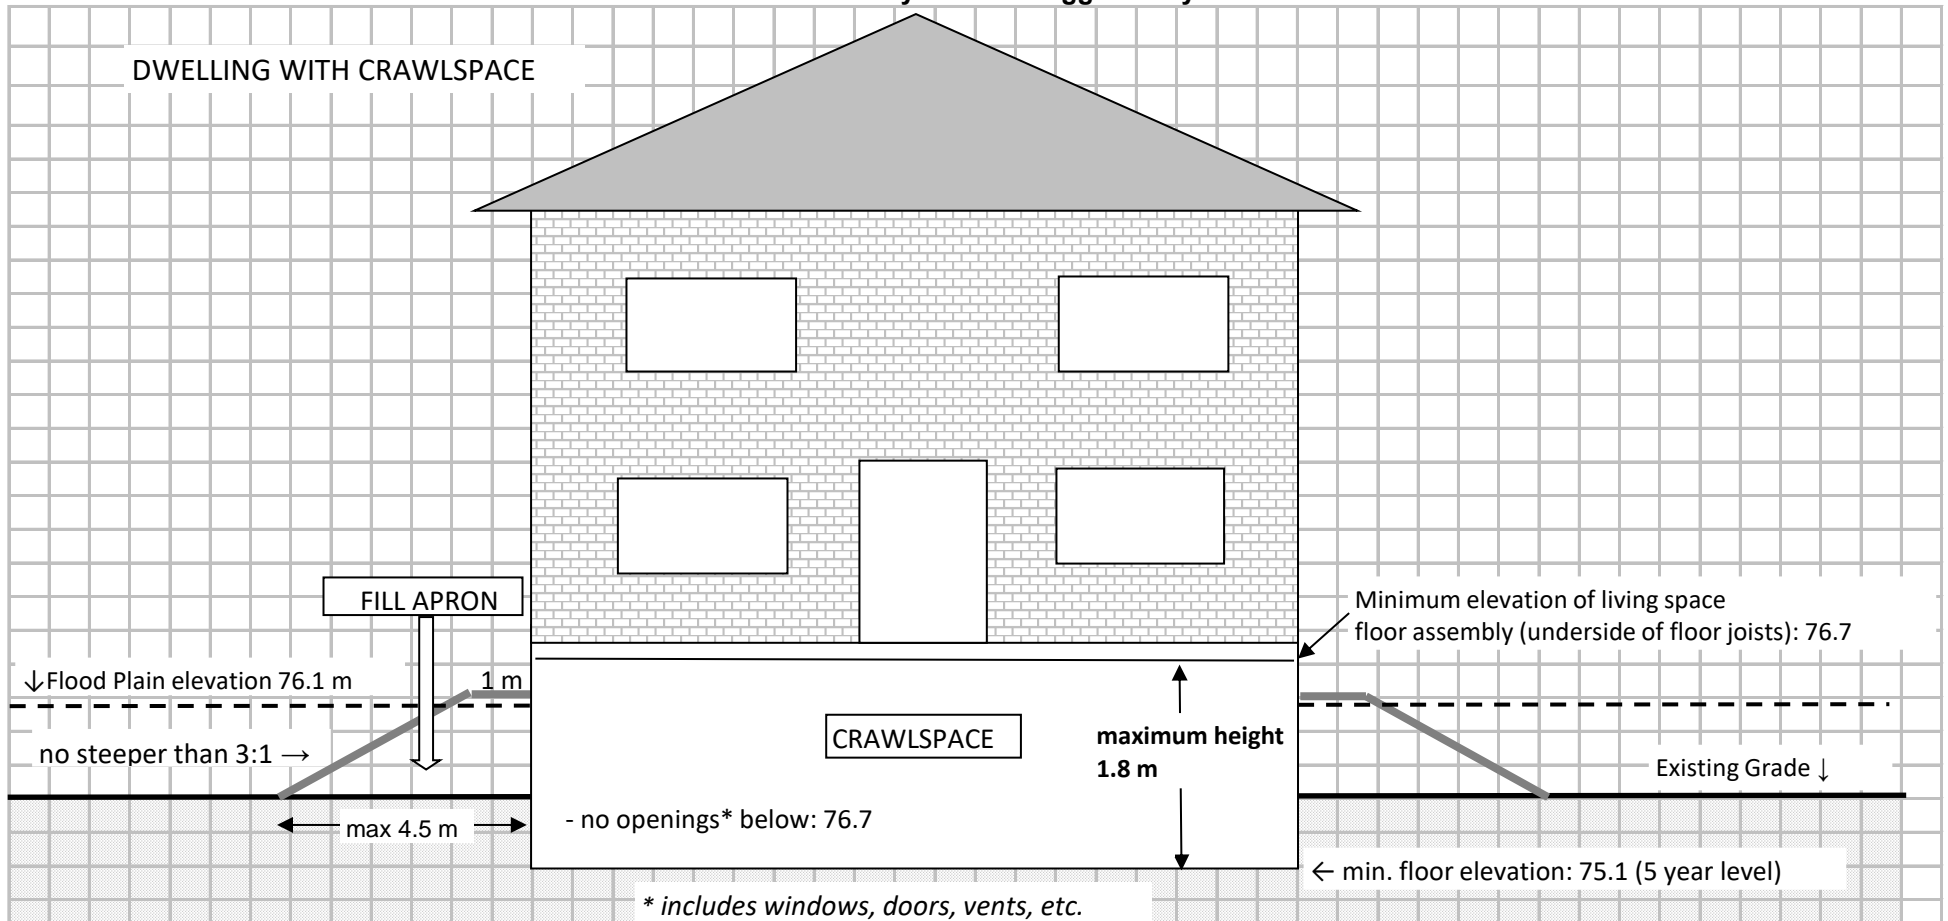 DWELLING WITH CRAWLSPACE
FILL APRON
Minimum elevation of living space
floor assembly (underside of floor joists): 76.7
↓Flood Plain elevation 76.1 m
1 m
no steeper than 3:1 →
CRAWLSPACE
maximum height
1.8 m
Existing Grade ↓
max 4.5 m
- no openings* below: 76.7
← min. floor elevation: 75.1 (5 year level)
* includes windows, doors, vents, etc.